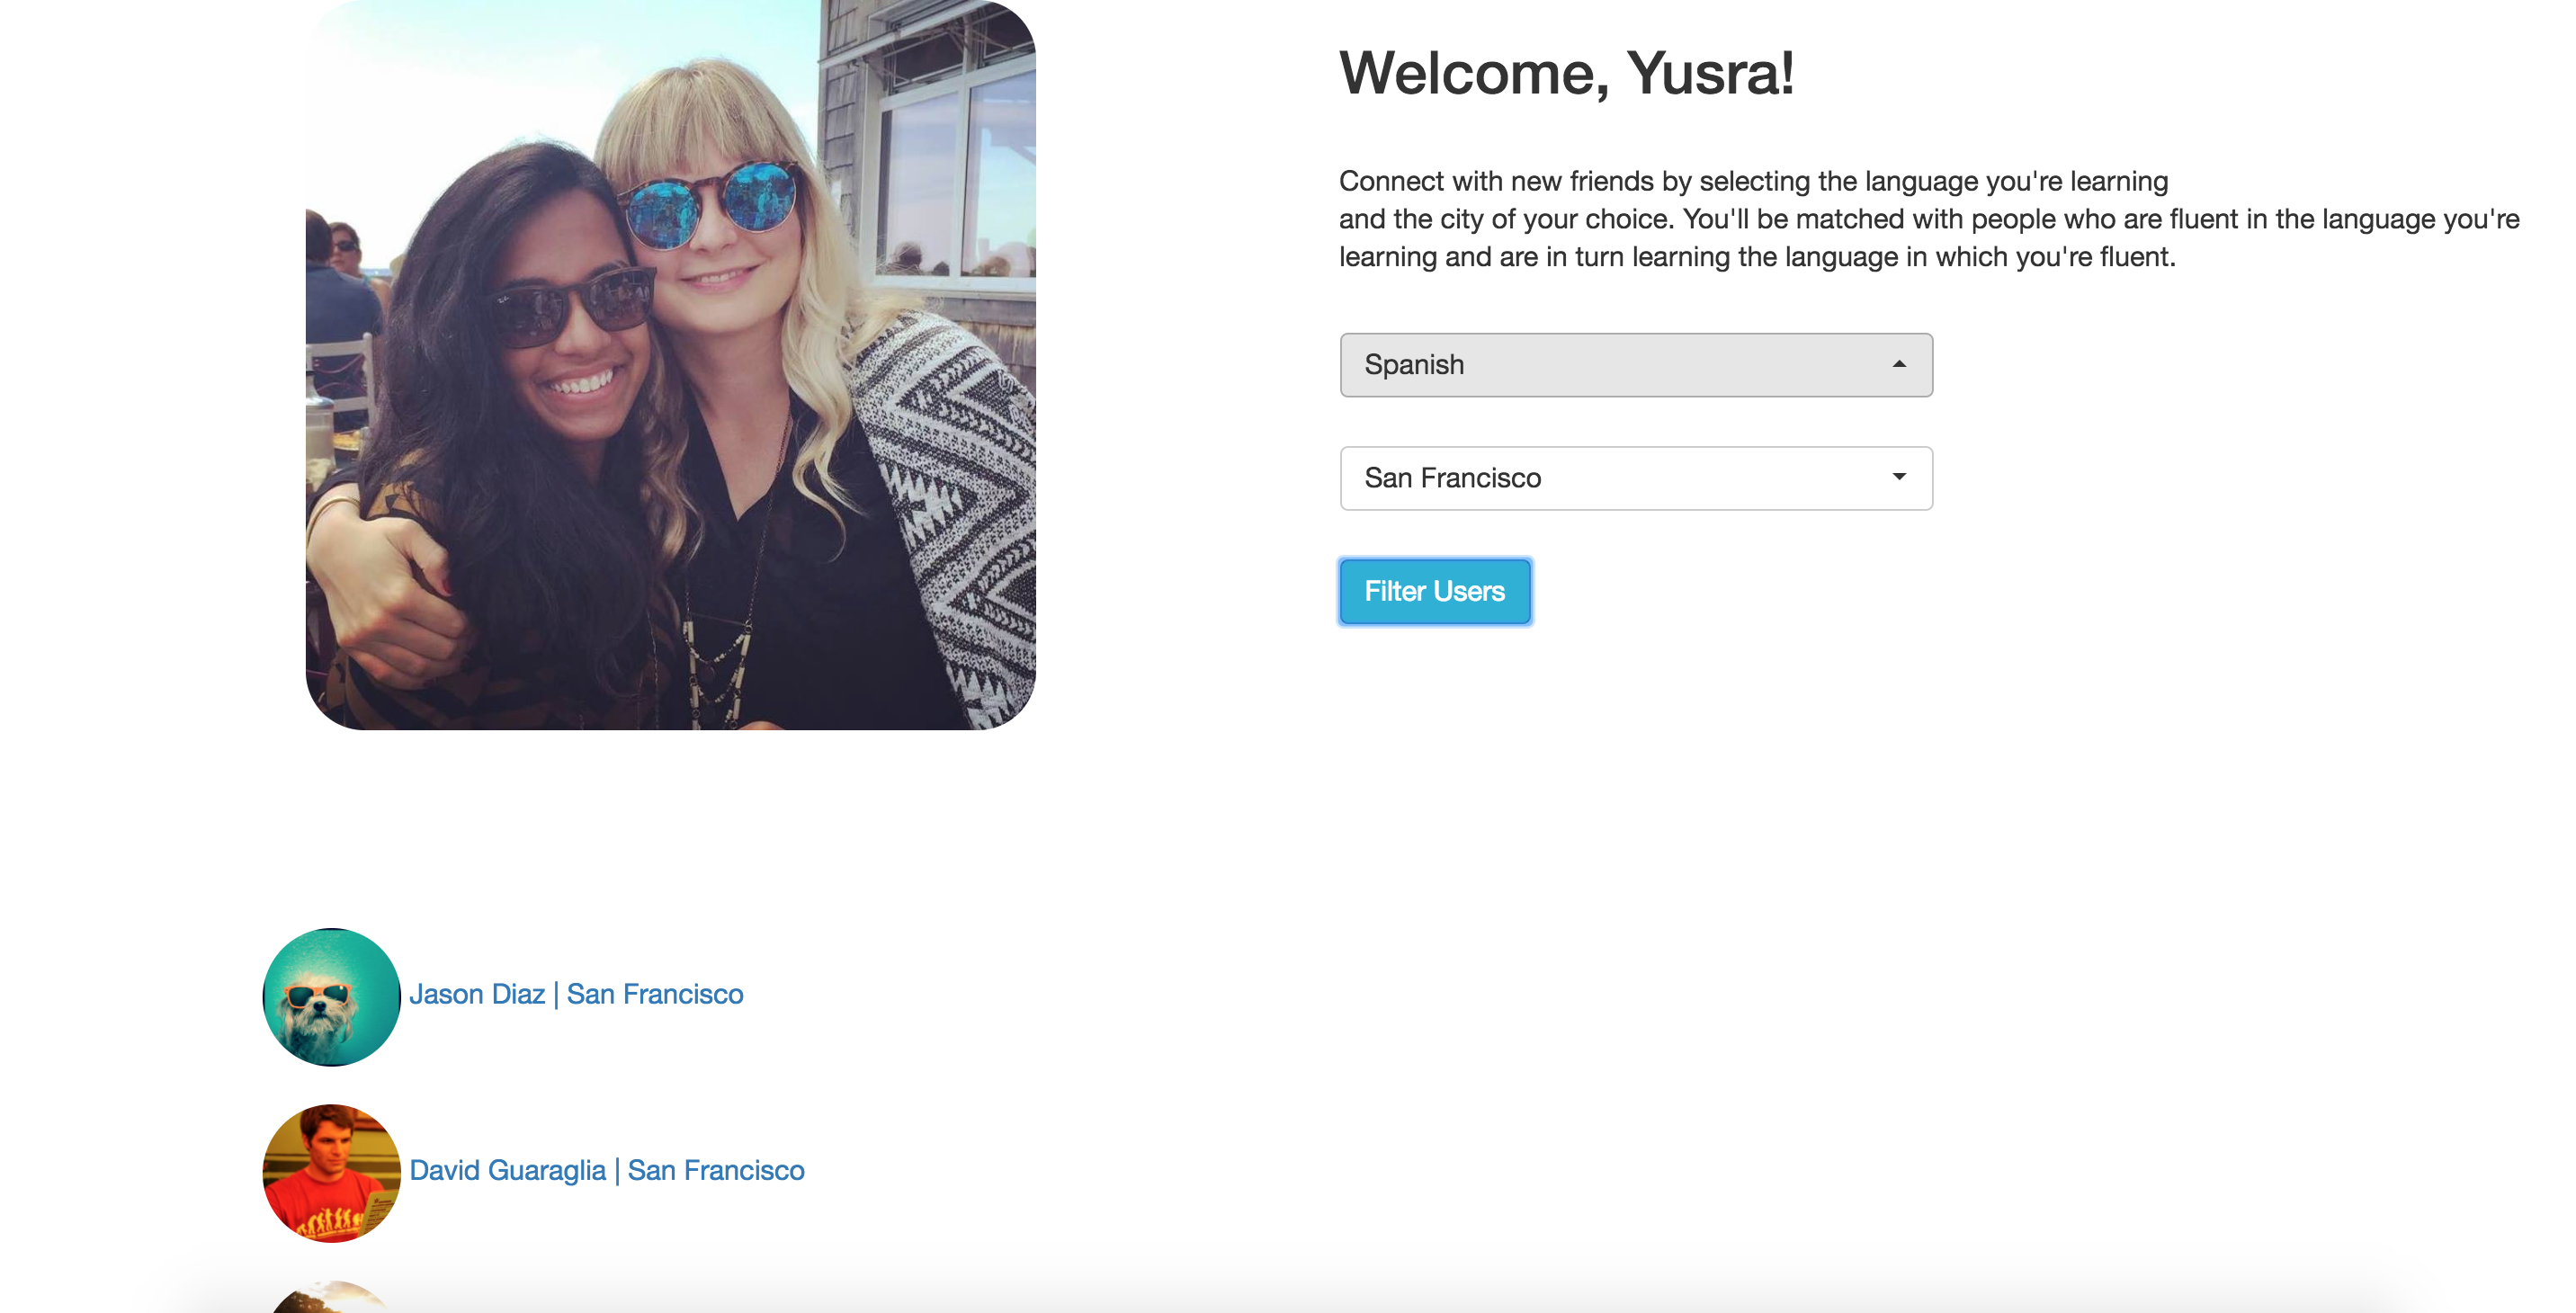 Welcome, Yusra!
Connect with new friends by selecting the language you're learning
and the city of your choice. You'll be matched with people who are fluent in the language you're
learning and are in turn learning the language in which you're fluent.
Spanish
San Francisco
Filter Users
Jason Diaz | San Francisco
David Guaraglia | San Francisco